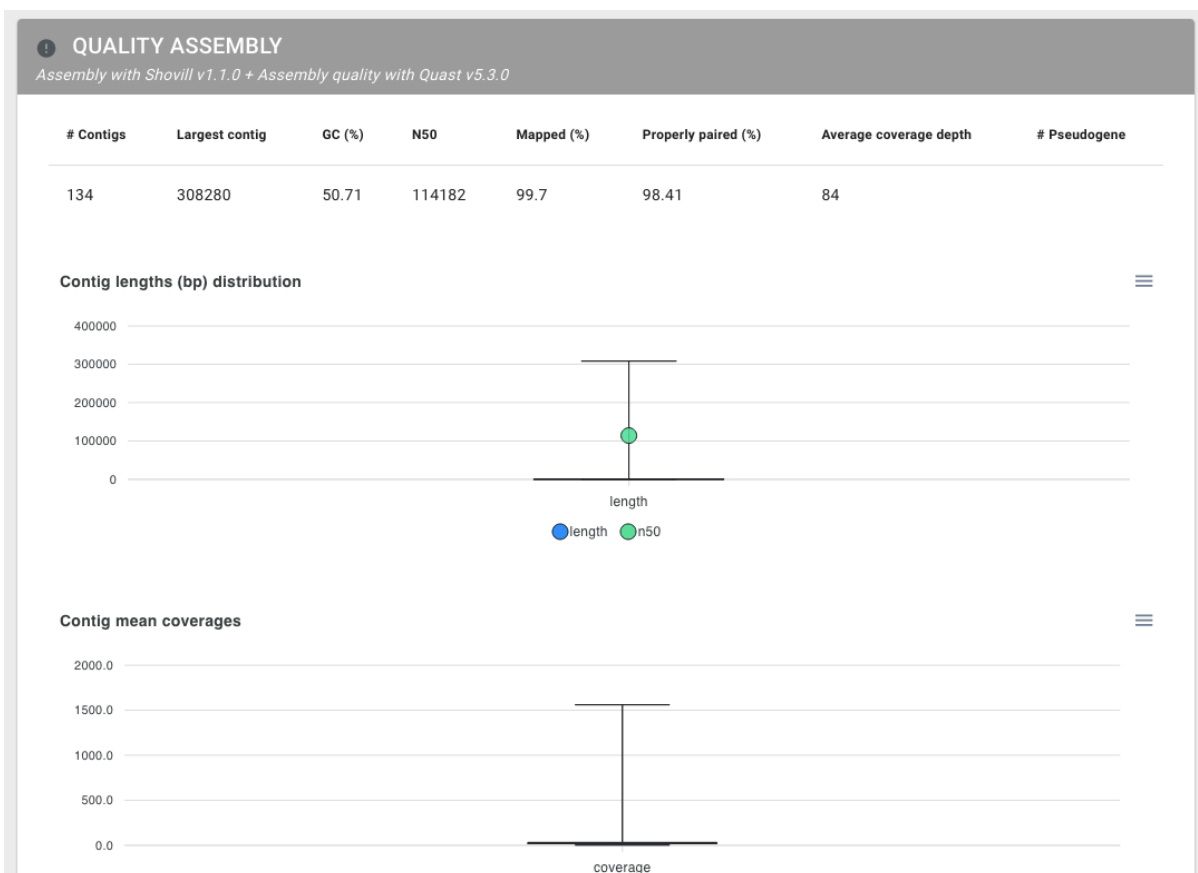 QUALITY ASSEMBLY
Assembly with Shovill v1.1.0 + Assembly quality with Quast v5.3.0
# Contigs Largest contig GC (%) N50 Mapped (%) Properly paired (%) Average coverage depth # Pseudogene
134 308280 50.71 114182 99.7 98.41 84
Contig lengths (bp) distribution
400000
300000
200000
100000
0
length
length n50
Contig mean coverages
2000.0
1500.0
1000.0
500.0
0.0
coverage